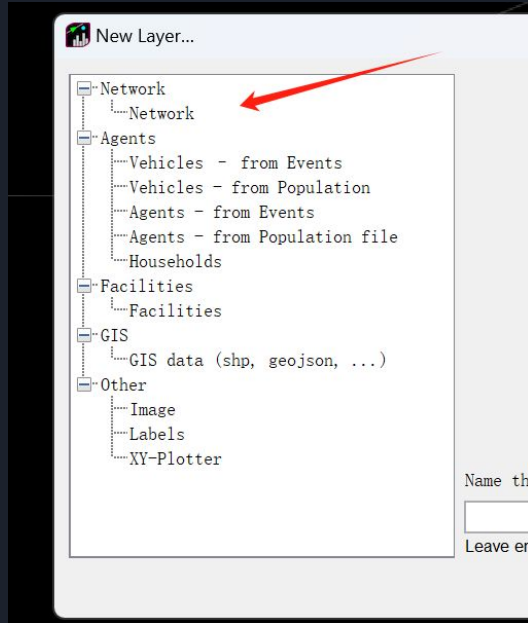 New Layer...
Network
Network
Agents
Vehicles - from Events
Vehicles - from Population
Agents - from Events
Agents - from Population file
Households
Facilities
Facilities
GIS
GIS data (shp, geojson, ...)
Other
Image
Labels
XY-Plotter
Name th
Leave